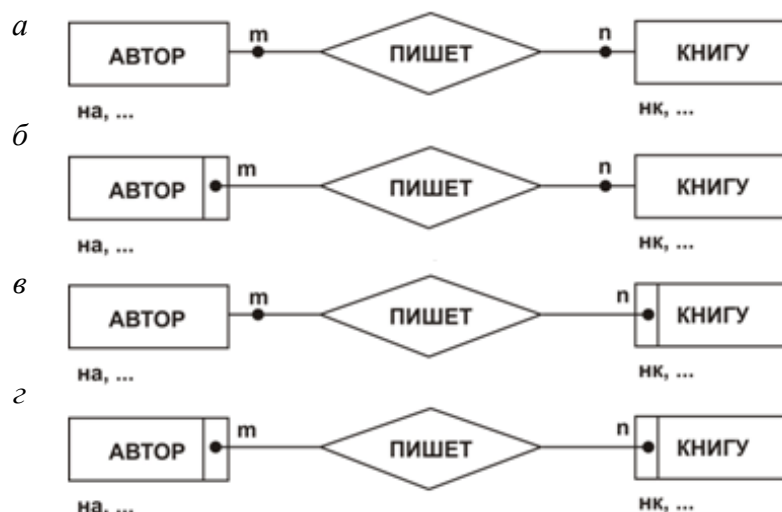 а
m n
АВТОР ПИШЕТ КНИГУ
на, ... нк, ...
б
m n
АВТОР ПИШЕТ КНИГУ
на, ... нк, ...
в
m n
АВТОР ПИШЕТ КНИГУ
на, ... нк, ...
г
m n
АВТОР ПИШЕТ КНИГУ
на, ... нк, ...